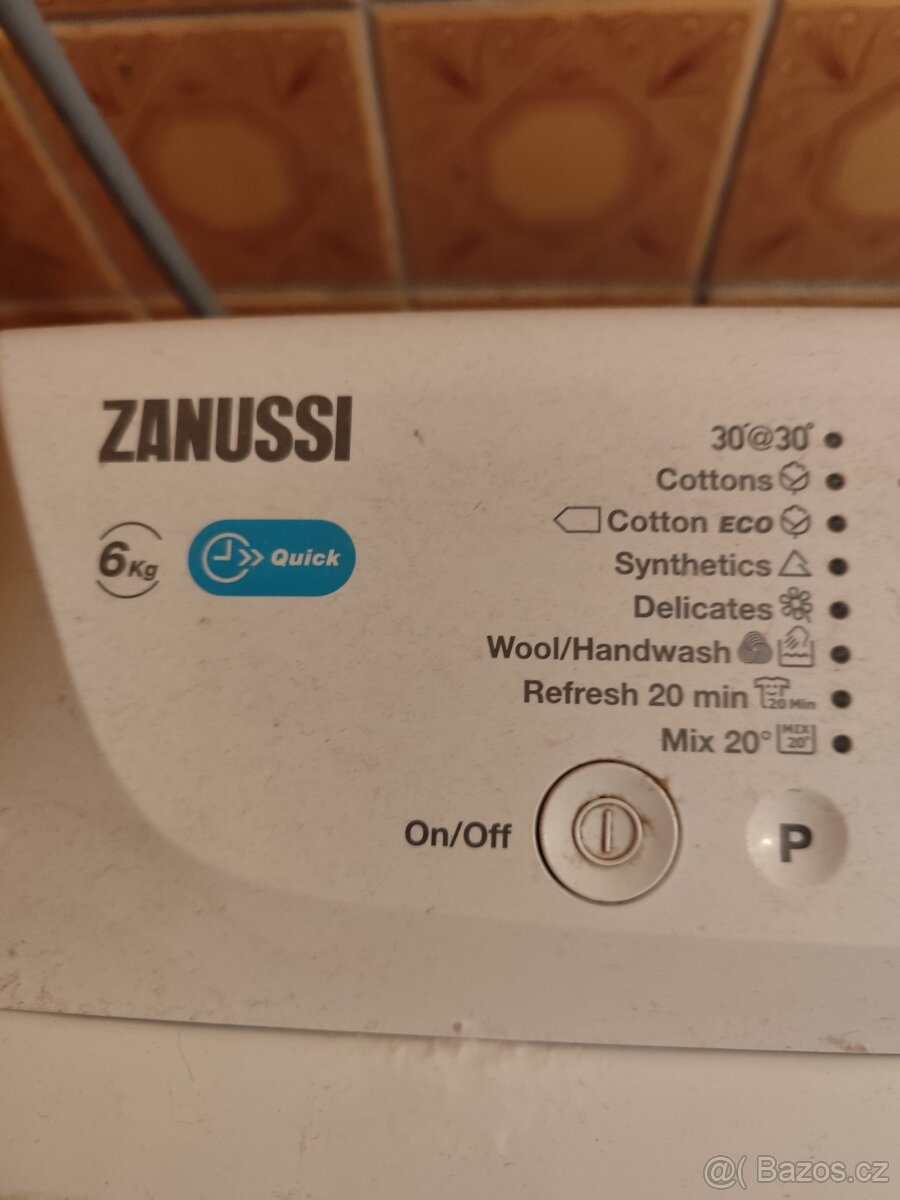 ZANUSSI
6Kg
Quick
30'@30°
Cottons
Cotton ECO
Synthetics
Delicates
Wool/Handwash
Refresh 20 min 20 Min
Mix 20° MIX 20°
On/Off
P
@( Bazos.cz